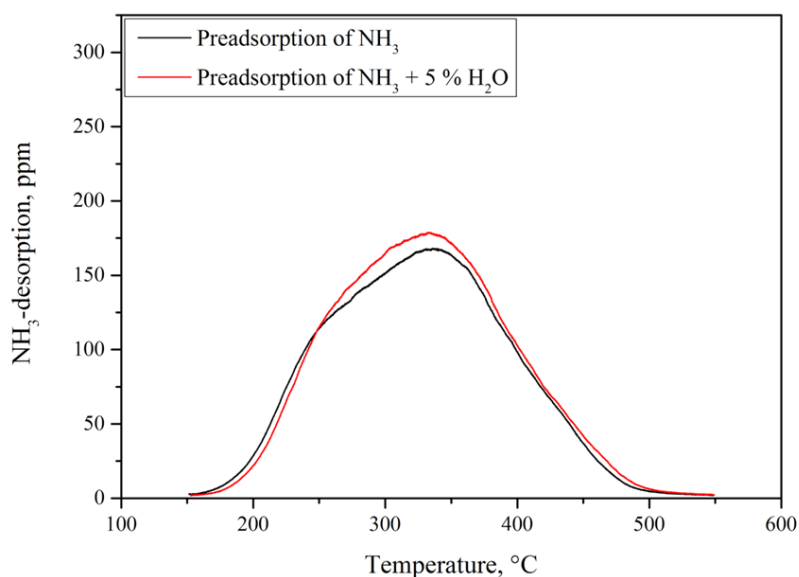 Preadsorption of NH₃
Preadsorption of NH₃ + 5 % H₂O
NH₃-desorption, ppm
300
250
200
150
100
50
0
100 200 300 400 500 600
Temperature, °C